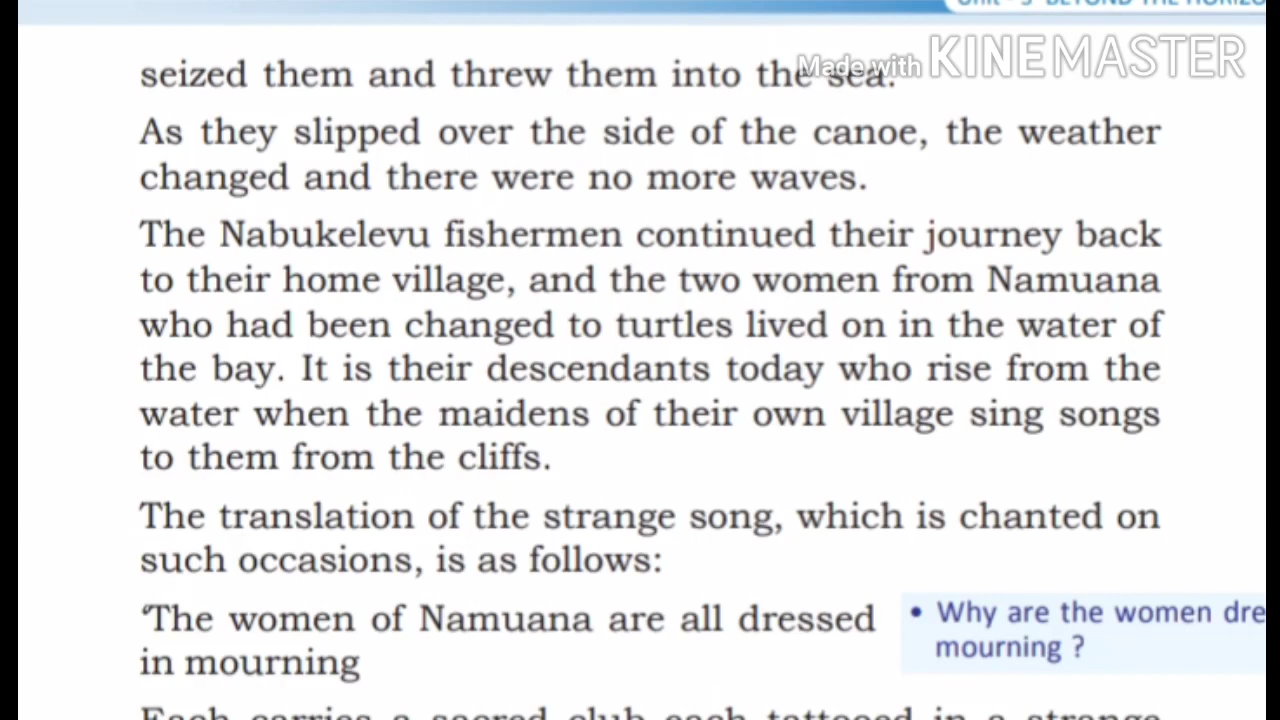 Unit - 5 BEYOND THE HORIZO
Made with KINEMASTER
seized them and threw them into the sea.
As they slipped over the side of the canoe, the weather
changed and there were no more waves.
The Nabukelevu fishermen continued their journey back
to their home village, and the two women from Namuana
who had been changed to turtles lived on in the water of
the bay. It is their descendants today who rise from the
water when the maidens of their own village sing songs
to them from the cliffs.
The translation of the strange song, which is chanted on
such occasions, is as follows:
‘The women of Namuana are all dressed
in mourning
• Why are the women dre
mourning ?
Each carries a sacred club each tattooed in a strange